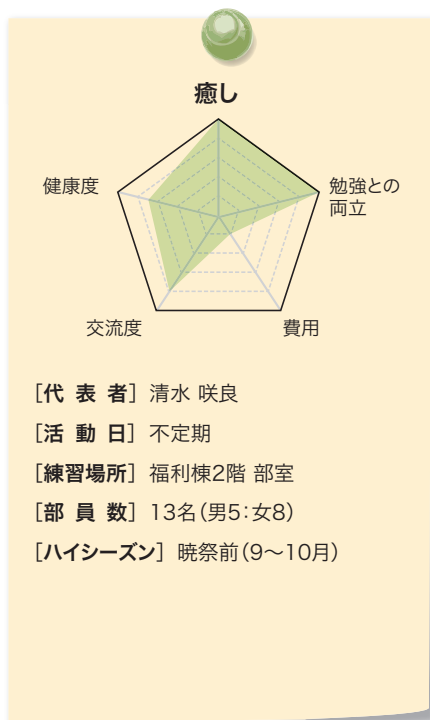 癒し
健康度
勉強との
両立
交流度
費用
[代表者] 清水 咲良
[活動日] 不定期
[練習場所] 福利棟2階 部室
[部員数] 13名(男5:女8)
[ハイシーズン] 暁祭前(9〜10月)